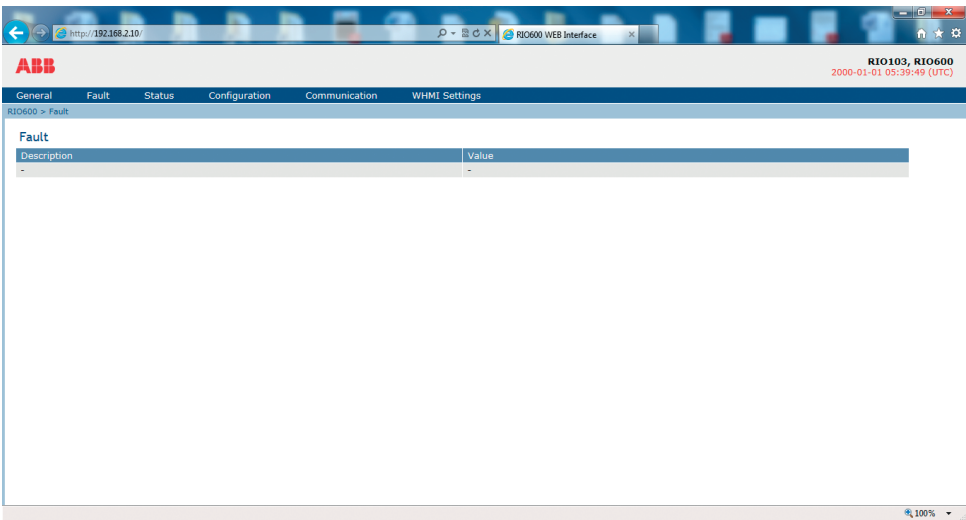 http://192.168.2.10/
RIO600 WEB Interface
ABB
RIO103, RIO600
2000-01-01 05:39:49 (UTC)
General Fault Status Configuration Communication WHMI Settings
RIO600 > Fault
Fault
Description Value
- -
100%